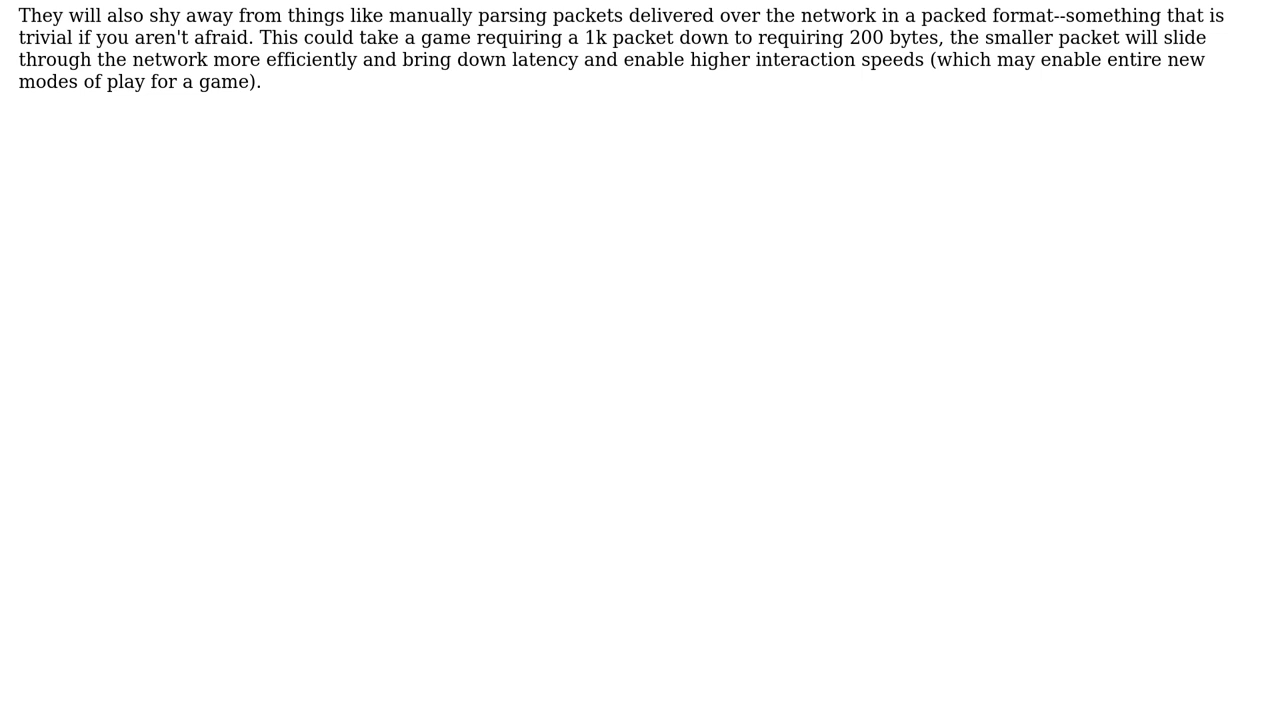 They will also shy away from things like manually parsing packets delivered over the network in a packed format--something that is
trivial if you aren't afraid. This could take a game requiring a 1k packet down to requiring 200 bytes, the smaller packet will slide
through the network more efficiently and bring down latency and enable higher interaction speeds (which may enable entire new
modes of play for a game).